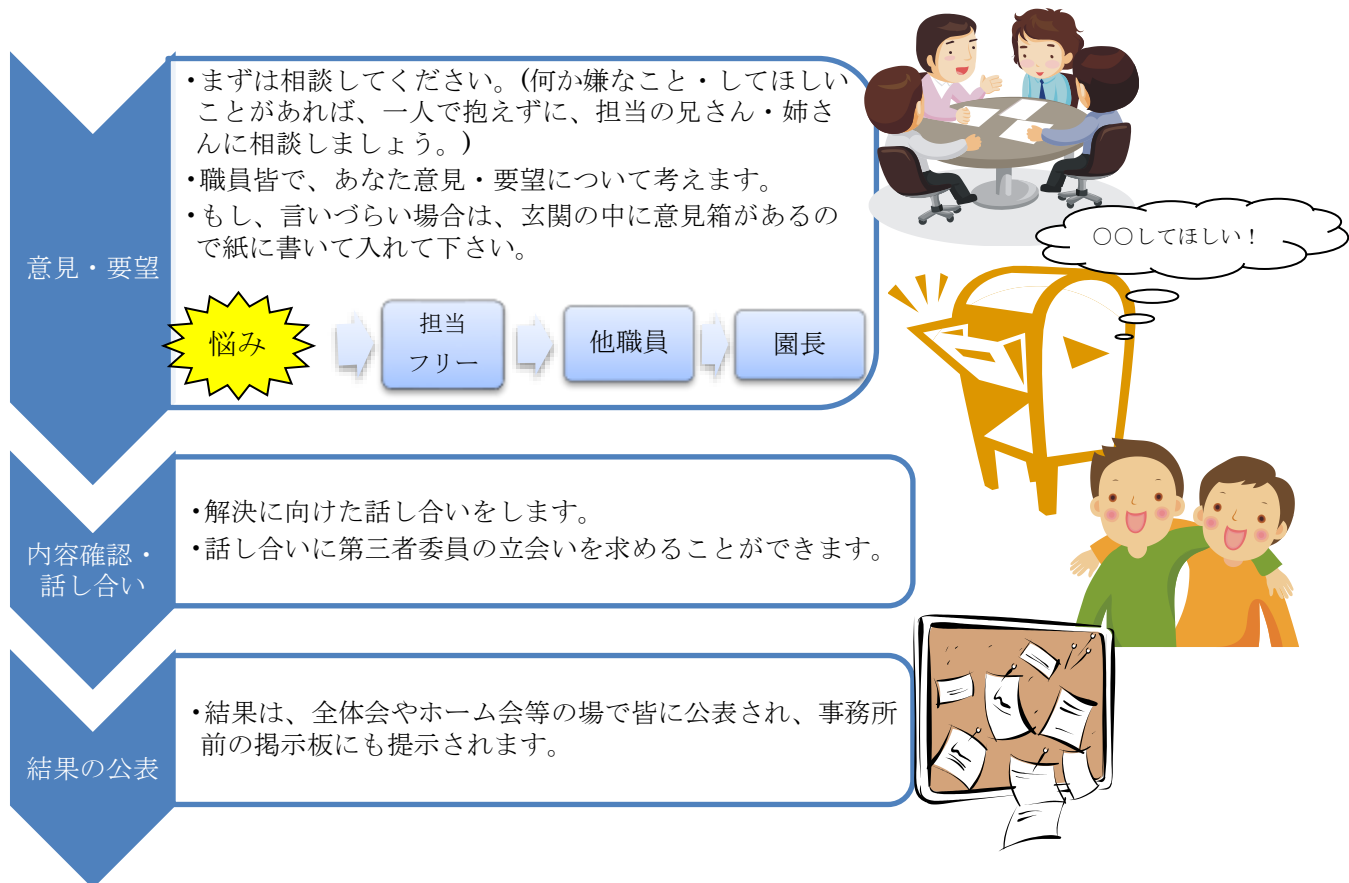 意見・要望
・まずは相談してください。(何か嫌なこと・してほしい
ことがあれば、一人で抱えずに、担当の兄さん・姉さ
んに相談しましょう。)
・職員皆で、あなた意見・要望について考えます。
・もし、言いづらい場合は、玄関の中に意見箱があるの
で紙に書いて入れて下さい。
悩み
担当
フリー
他職員
園長
〇〇してほしい！
内容確認・
話し合い
・解決に向けた話し合いをします。
・話し合いに第三者委員の立会いを求めることができます。
結果の公表
・結果は、全体会やホーム会等の場で皆に公表され、事務所
前の掲示板にも提示されます。